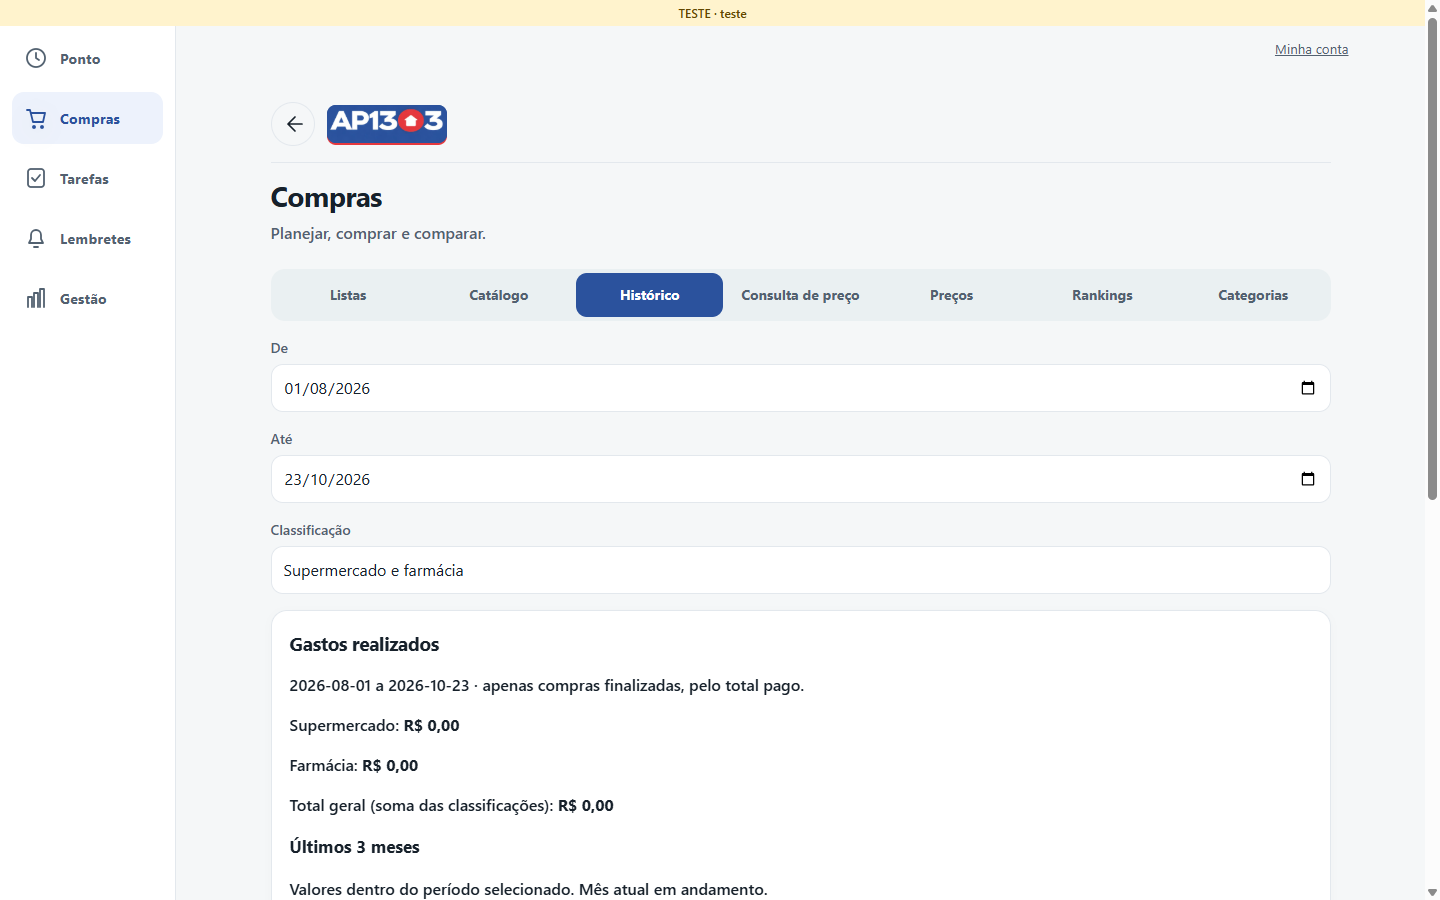 TESTE · teste
Minha conta
Ponto
Compras
Tarefas
Lembretes
Gestão
AP1303
Compras
Planejar, comprar e comparar.
Listas
Catálogo
Histórico
Consulta de preço
Preços
Rankings
Categorias
De
01/08/2026
Até
23/10/2026
Classificação
Supermercado e farmácia
Gastos realizados
2026-08-01 a 2026-10-23 · apenas compras finalizadas, pelo total pago.
Supermercado: R$ 0,00
Farmácia: R$ 0,00
Total geral (soma das classificações): R$ 0,00
Últimos 3 meses
Valores dentro do período selecionado. Mês atual em andamento.